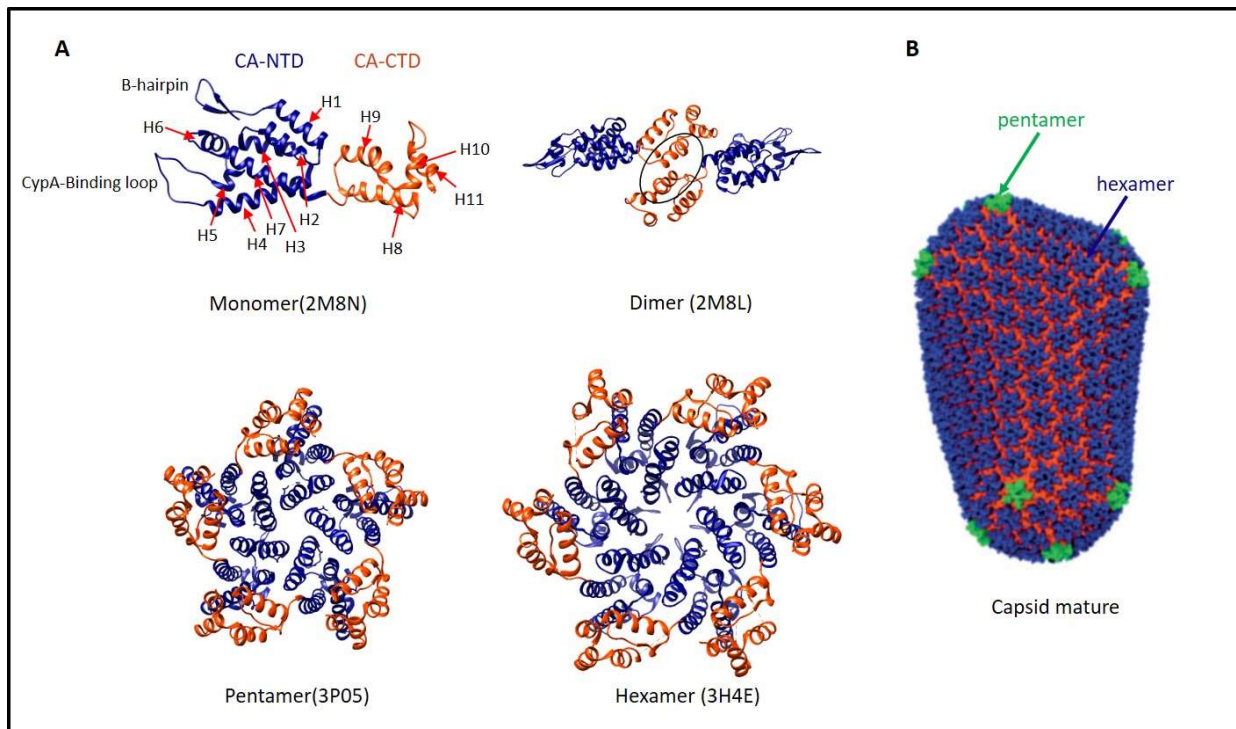 A
CA-NTD
CA-CTD
B-hairpin
H1
H9
H6
H10
CypA-Binding loop
H11
H2
H5
H7
H3
H4
H8
Monomer(2M8N)
Dimer (2M8L)
Pentamer(3P05)
Hexamer (3H4E)
B
pentamer
hexamer
Capsid mature